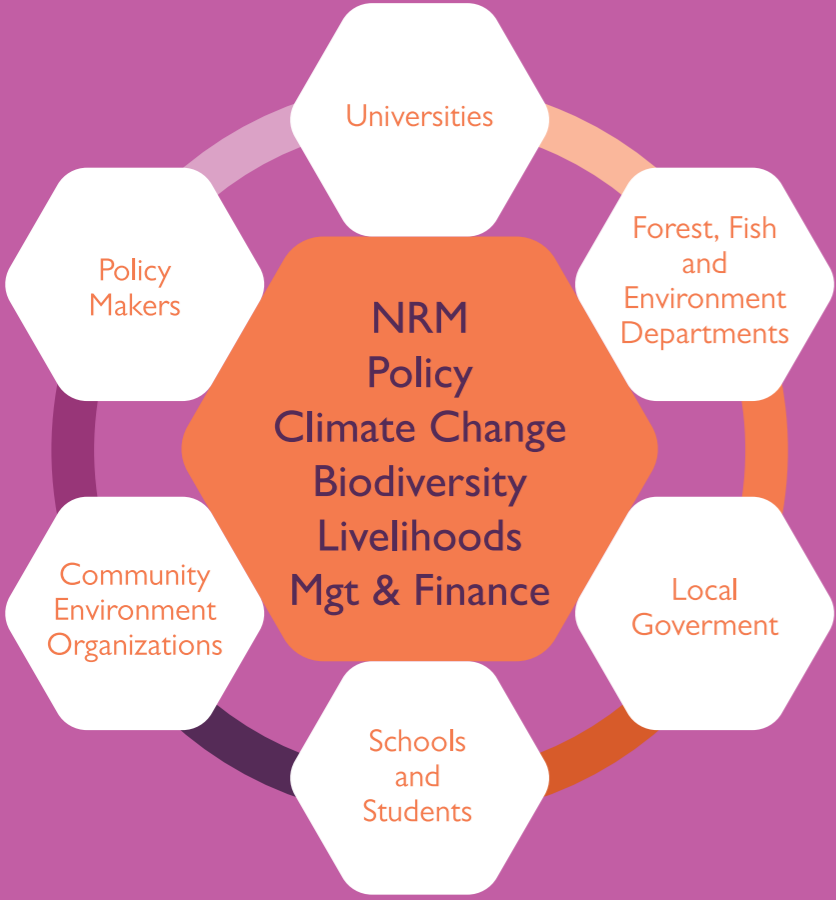 Universities
Forest, Fish
and
Environment
Departments
Policy
Makers
NRM
Policy
Climate Change
Biodiversity
Livelihoods
Mgt & Finance
Community
Environment
Organizations
Local
Goverment
Schools
and
Students